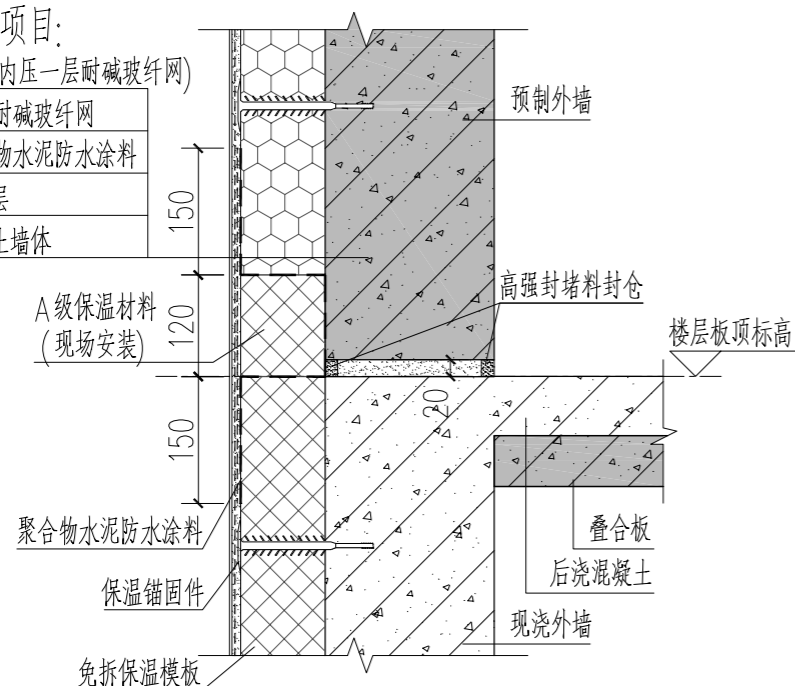 项目:
内压一层耐碱玻纤网)
耐碱玻纤网
物水泥防水涂料
层
土墙体
预制外墙
150
A级保温材料
(现场安装)
120
高强封堵料封仓
楼层板顶标高
20
150
聚合物水泥防水涂料
叠合板
保温锚固件
后浇混凝土
现浇外墙
免拆保温模板